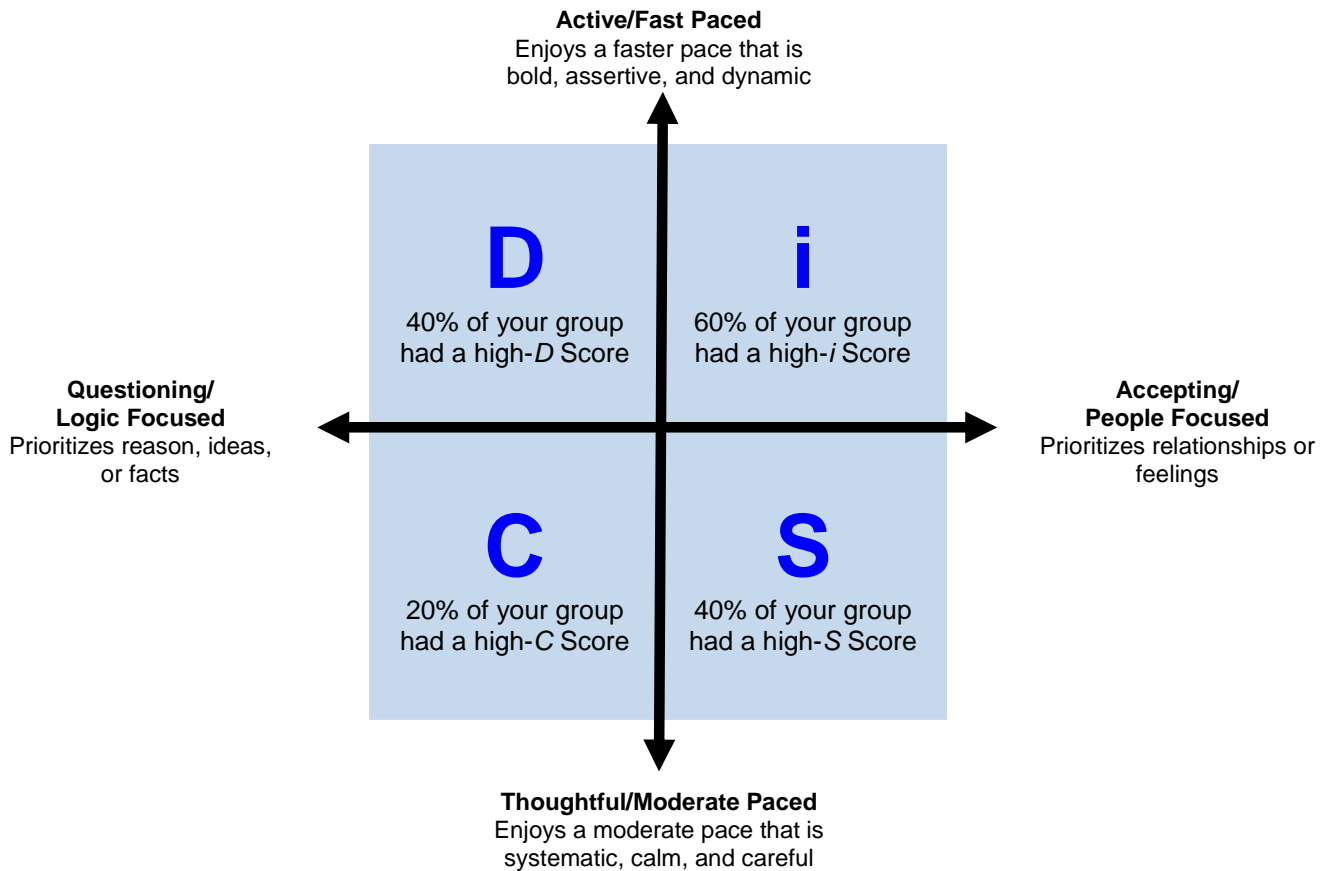 Active/Fast Paced
Enjoys a faster pace that is
bold, assertive, and dynamic
D
40% of your group
had a high-D Score
i
60% of your group
had a high-i Score
Questioning/
Logic Focused
Prioritizes reason, ideas,
or facts
Accepting/
People Focused
Prioritizes relationships or
feelings
C
20% of your group
had a high-C Score
S
40% of your group
had a high-S Score
Thoughtful/Moderate Paced
Enjoys a moderate pace that is
systematic, calm, and careful